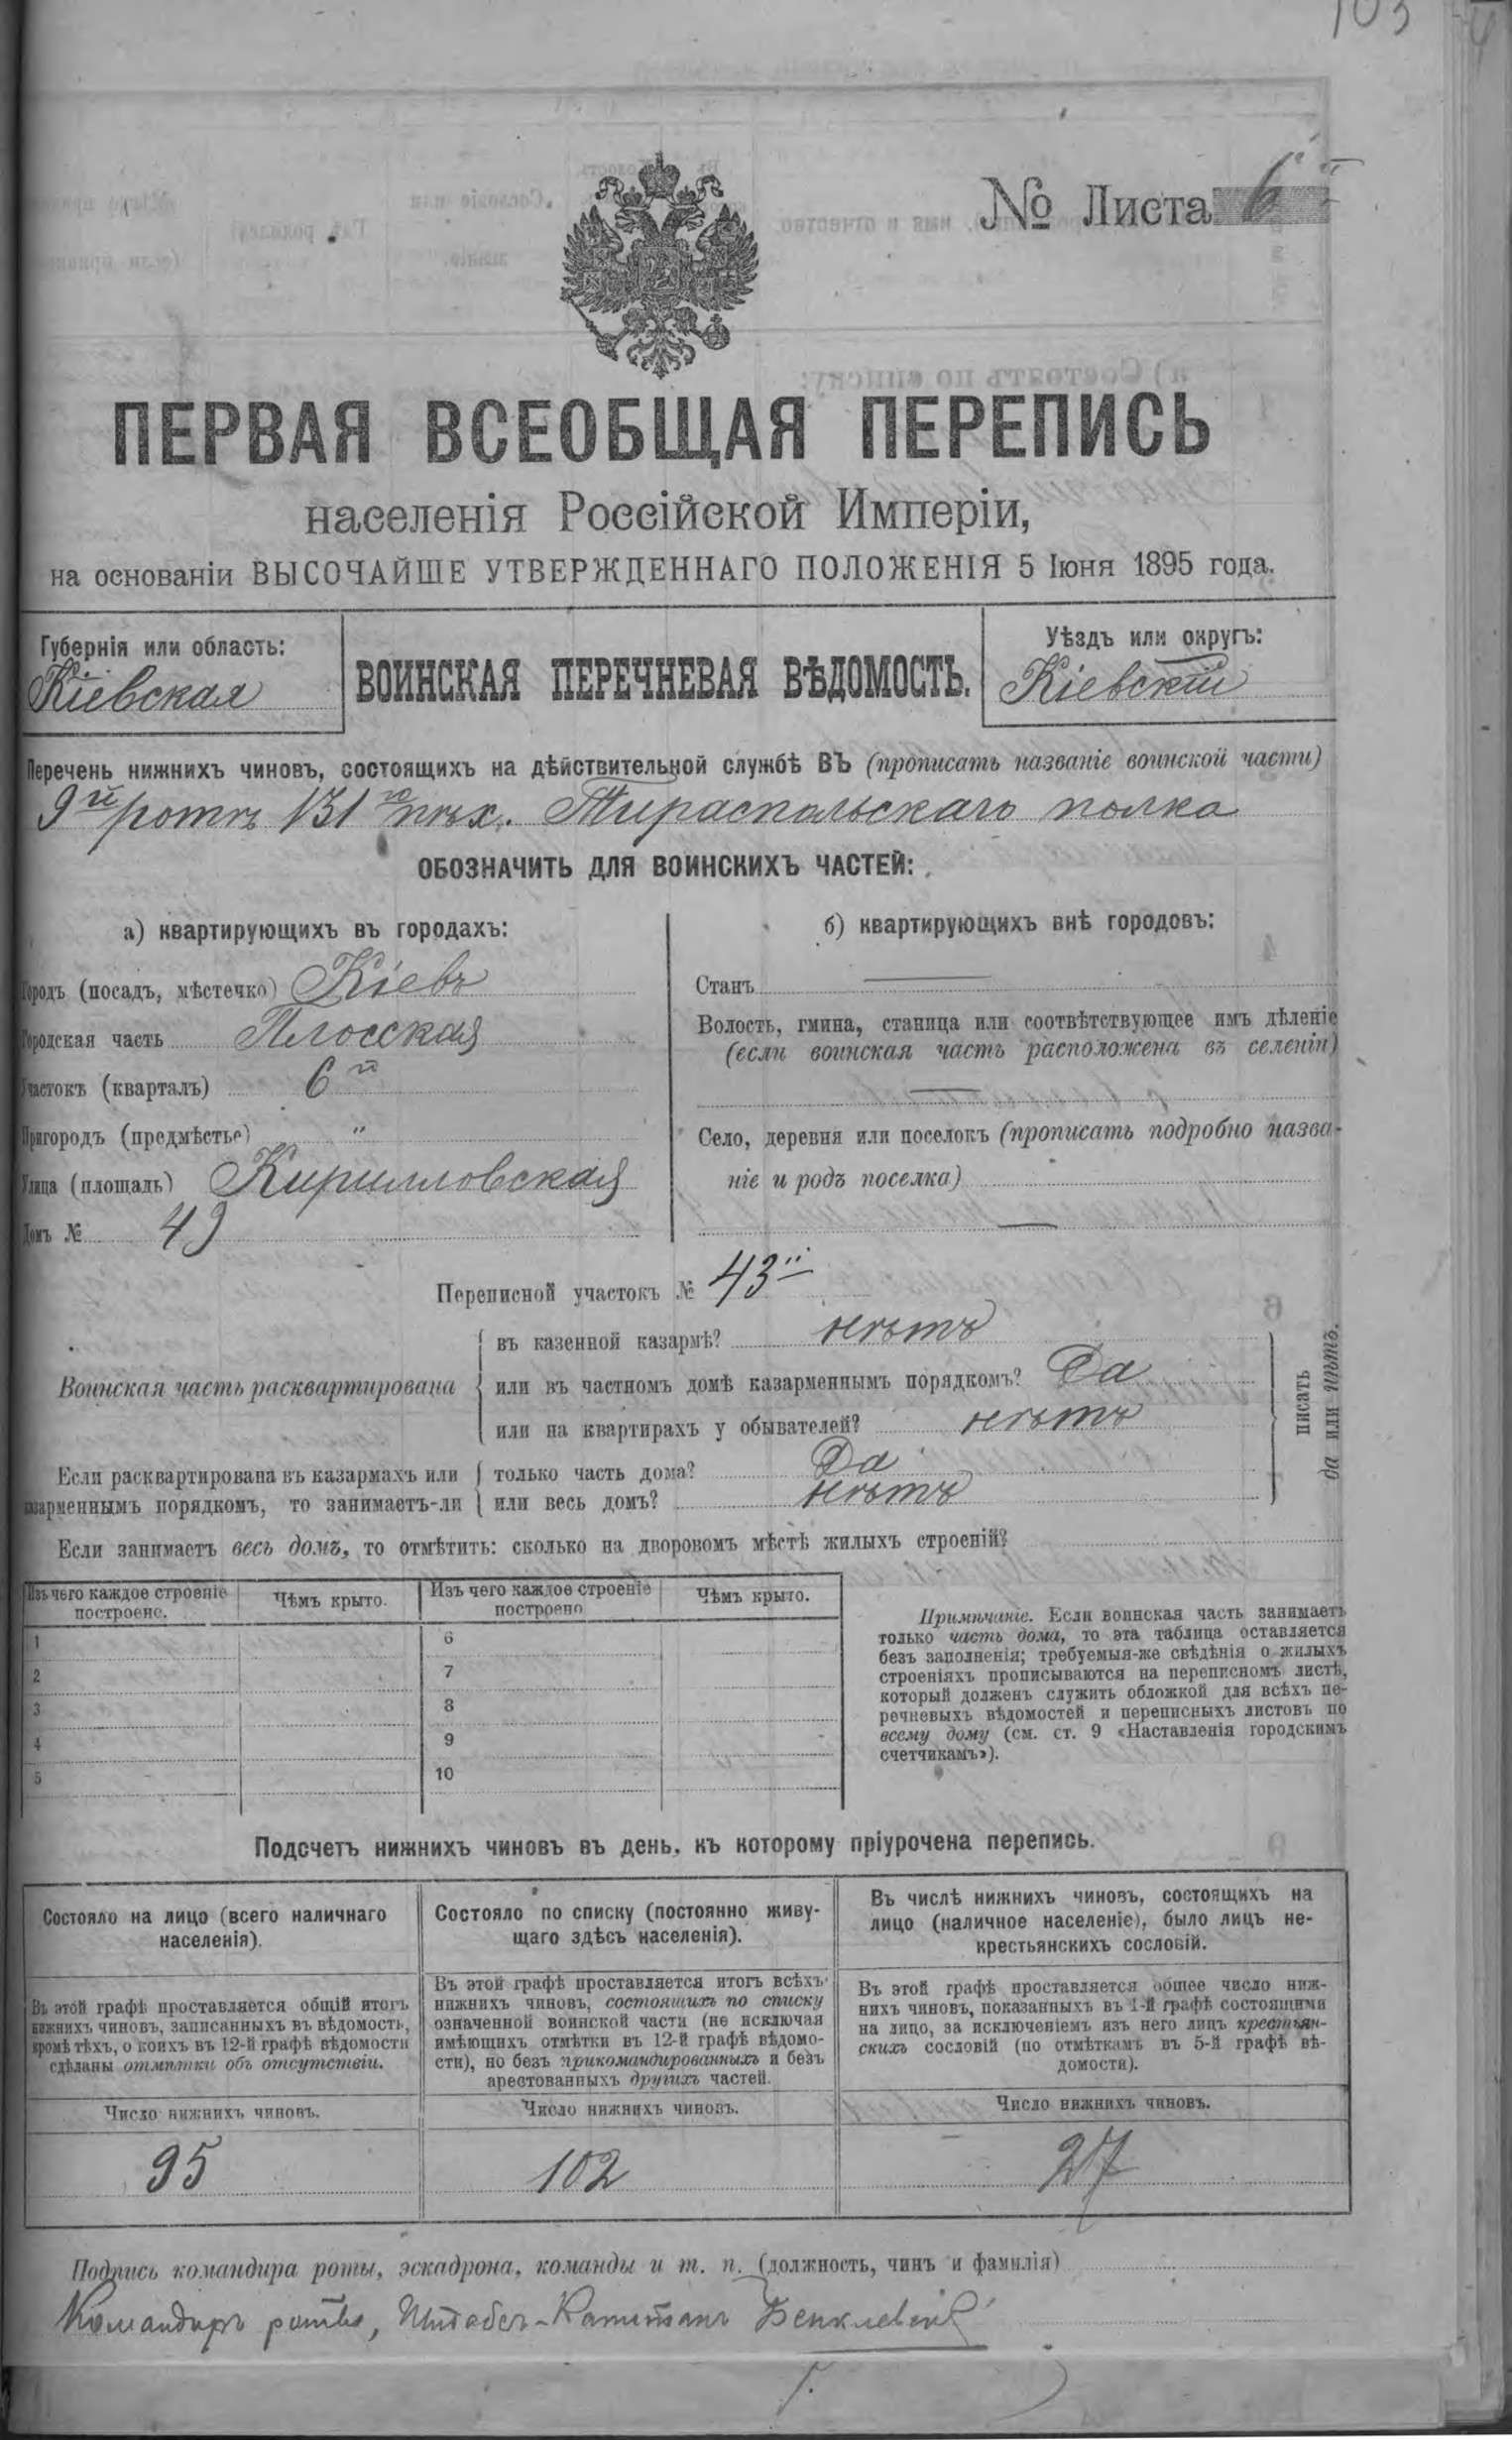 103
№ Листа 6й
ПЕРВАЯ ВСЕОБЩАЯ ПЕРЕПИСЬ
населенія Россійской Имперіи,
на основаніи ВЫСОЧАЙШЕ УТВЕРЖДЕННАГО ПОЛОЖЕНІЯ 5 Іюня 1895 года.
Губернія или область:
Кіевская
ВОИНСКАЯ ПЕРЕЧНЕВАЯ ВѢДОМОСТЬ.
Уѣздъ или округъ:
Кіевскій
Перечень нижнихъ чиновъ, состоящихъ на дѣйствительной службѣ ВЪ (прописать названіе воинской части)
9й ротѣ 131го пѣх. Тираспольскаго полка
ОБОЗНАЧИТЬ ДЛЯ ВОИНСКИХЪ ЧАСТЕЙ:
а) квартирующихъ въ городахъ:
Городъ (посадъ, мѣстечко) Кіевъ
Городская часть Плосская
Участокъ (кварталъ) 6й
Пригородъ (предмѣстье) "
Улица (площадь) Кирилловская
Домъ № 49
б) квартирующихъ внѣ городовъ:
Станъ —
Волость, гмина, станица или соотвѣтствующее имъ дѣленіе
(если воинская часть расположена въ селеніи)
—
Село, деревня или поселокъ (прописать подробно назва-
ніе и родъ поселка)
—
Переписной участокъ № 43й
Воинская часть расквартирована
въ казенной казармѣ? нѣтъ
или въ частномъ домѣ казарменнымъ порядкомъ? Да
или на квартирахъ у обывателей? нѣтъ
Если расквартирована въ казармахъ или
казарменнымъ порядкомъ, то занимаетъ-ли
только часть дома? Да
или весь домъ? нѣтъ
писать
да или нѣтъ.
Если занимаетъ весь домъ, то отмѣтить: сколько на дворовомъ мѣстѣ жилыхъ строеній?
Изъ чего каждое строеніе
построено.
Чѣмъ крыто.
Изъ чего каждое строеніе
построено
Чѣмъ крыто.
1
2
3
4
5
6
7
8
9
10
Примѣчаніе. Если воинская часть занимаетъ
только часть дома, то эта таблица оставляется
безъ заполненія; требуемыя-же свѣдѣнія о жилыхъ
строеніяхъ прописываются на переписномъ листѣ,
который долженъ служить обложкой для всѣхъ пе-
речневыхъ вѣдомостей и переписныхъ листовъ по
всему дому (см. ст. 9 «Наставленія городскимъ
счетчикамъ»).
Подсчетъ нижнихъ чиновъ въ день, къ которому пріурочена перепись.
Состояло на лицо (всего наличнаго
населенія).
Въ этой графѣ проставляется общій итогъ
нижнихъ чиновъ, записанныхъ въ вѣдомость,
кромѣ тѣхъ, о коихъ въ 12-й графѣ вѣдомости
сдѣланы отмѣтки объ отсутствіи.
Число нижнихъ чиновъ.
95
Состояло по списку (постоянно живу-
щаго здѣсь населенія).
Въ этой графѣ проставляется итогъ всѣхъ
нижнихъ чиновъ, состоящихъ по списку
означенной воинской части (не исключая
имѣющихъ отмѣтки въ 12-й графѣ вѣдомо-
сти), но безъ прикомандированныхъ и безъ
арестованныхъ другихъ частей.
Число нижнихъ чиновъ.
102
Въ числѣ нижнихъ чиновъ, состоящихъ на
лицо (наличное населеніе), было лицъ не-
крестьянскихъ сословій.
Въ этой графѣ проставляется общее число ниж-
нихъ чиновъ, показанныхъ въ 1-й графѣ состоящими
на лицо, за исключеніемъ изъ него лицъ крестьян-
скихъ сословій (по отмѣткамъ въ 5-й графѣ вѣ-
домости).
Число нижнихъ чиновъ.
27
Подпись командира роты, эскадрона, команды и т. п. (должность, чинъ и фамилія)
Командиръ роты, Штабсъ-Капитанъ